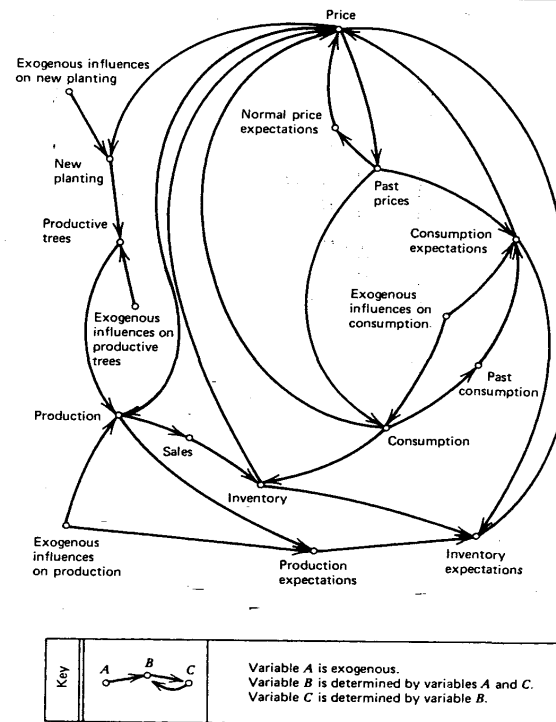 Price
Exogenous influences
on new planting
Normal price
expectations
New
planting
Past
prices
Productive
trees
Consumption
expectations
Exogenous
influences on
consumption
Exogenous
influences on
productive
trees
Past
consumption
Production
Consumption
Sales
Inventory
Exogenous
influences
on production
Production
expectations
Inventory
expectations
Key
A
B
C
Variable A is exogenous.
Variable B is determined by variables A and C.
Variable C is determined by variable B.